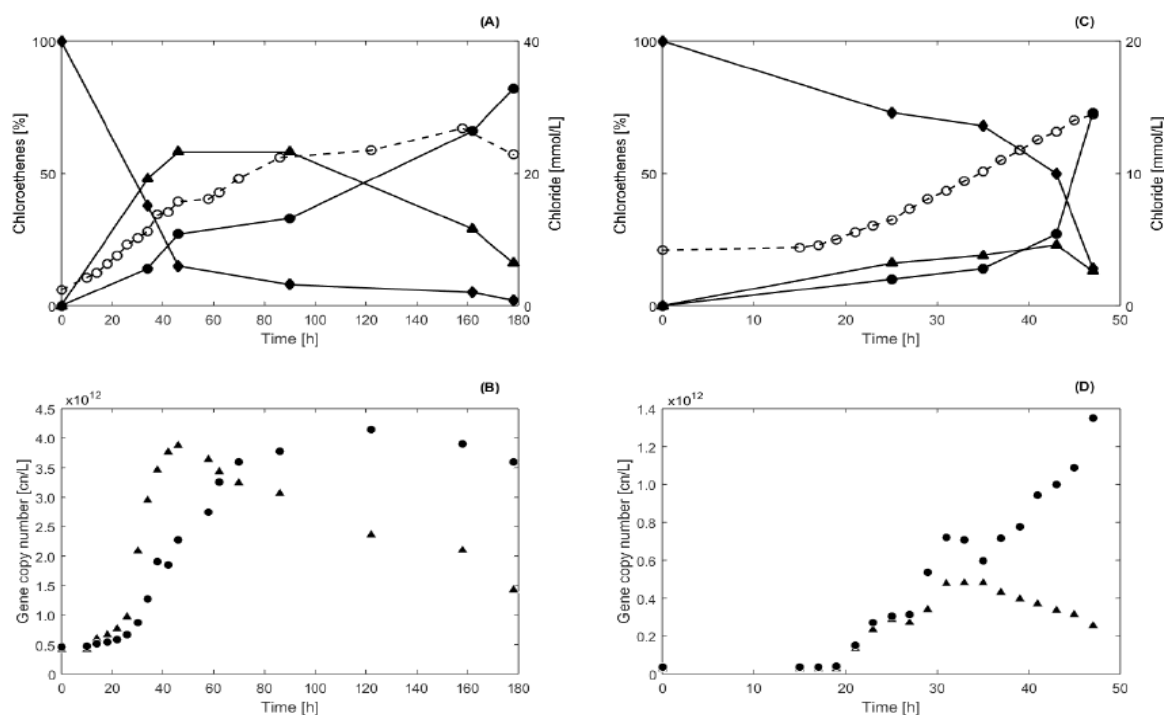 (A)
100
50
0
Chloroethenes [%]
40
20
0
Chloride [mmol/L]
0 20 40 60 80 100 120 140 160 180
Time [h]
(C)
100
50
0
Chloroethenes [%]
20
10
0
Chloride [mmol/L]
0 10 20 30 40 50
Time [h]
(B)
x10^12
4.5
4.0
3.5
3.0
2.5
2.0
1.5
1.0
0.5
0
Gene copy number [cn/L]
0 20 40 60 80 100 120 140 160 180
Time [h]
(D)
x10^12
1.4
1.2
1.0
0.8
0.6
0.4
0.2
0
Gene copy number [cn/L]
0 10 20 30 40 50
Time [h]